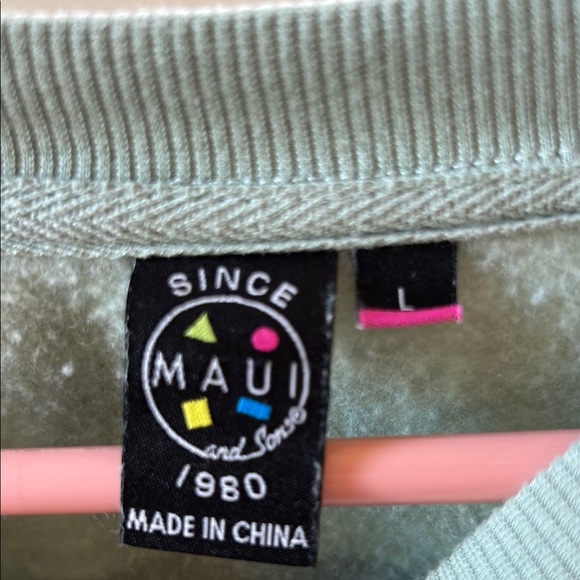 SINCE
MAUI
and Sons®
1980
MADE IN CHINA
L